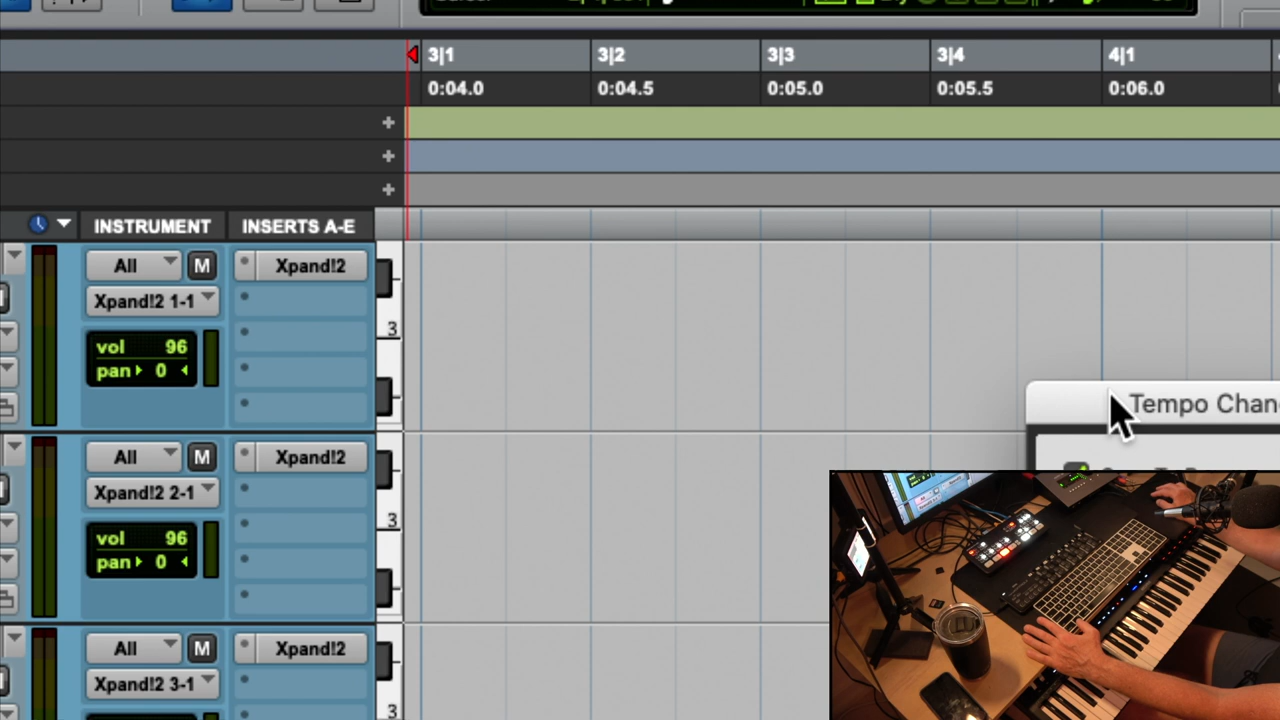 3|1 3|2 3|3 3|4 4|1
0:04.0 0:04.5 0:05.0 0:05.5 0:06.0
+
+
+
INSTRUMENT INSERTS A-E
All M Xpand!2
Xpand!2 1-1
vol 96
pan 0
3
Tempo Chan
All M Xpand!2
Xpand!2 2-1
vol 96
pan 0
3
All M Xpand!2
Xpand!2 3-1
3